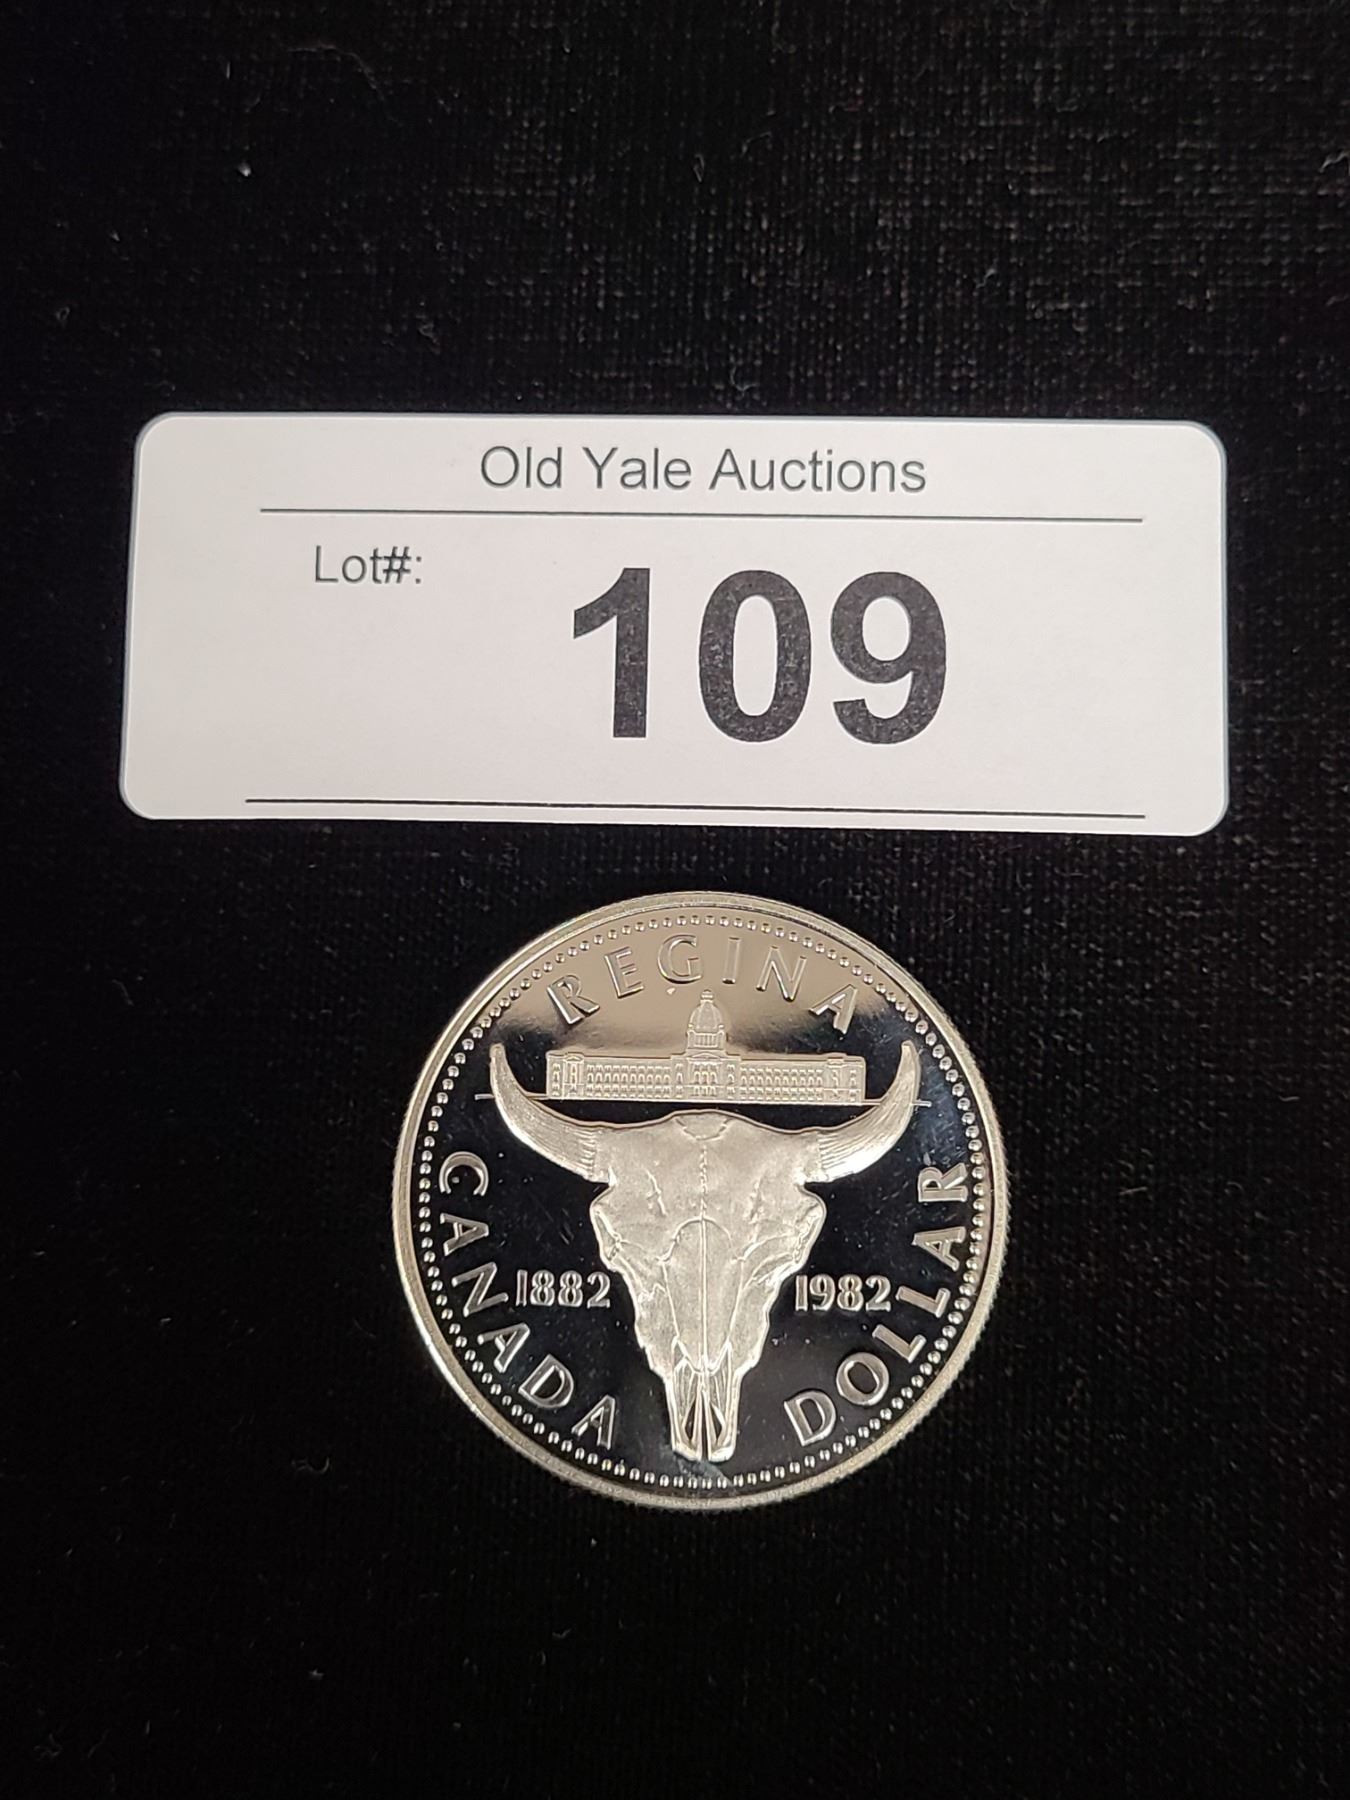 Old Yale Auctions
Lot#:
109
REGINA
CANADA
1882
1982
DOLLAR